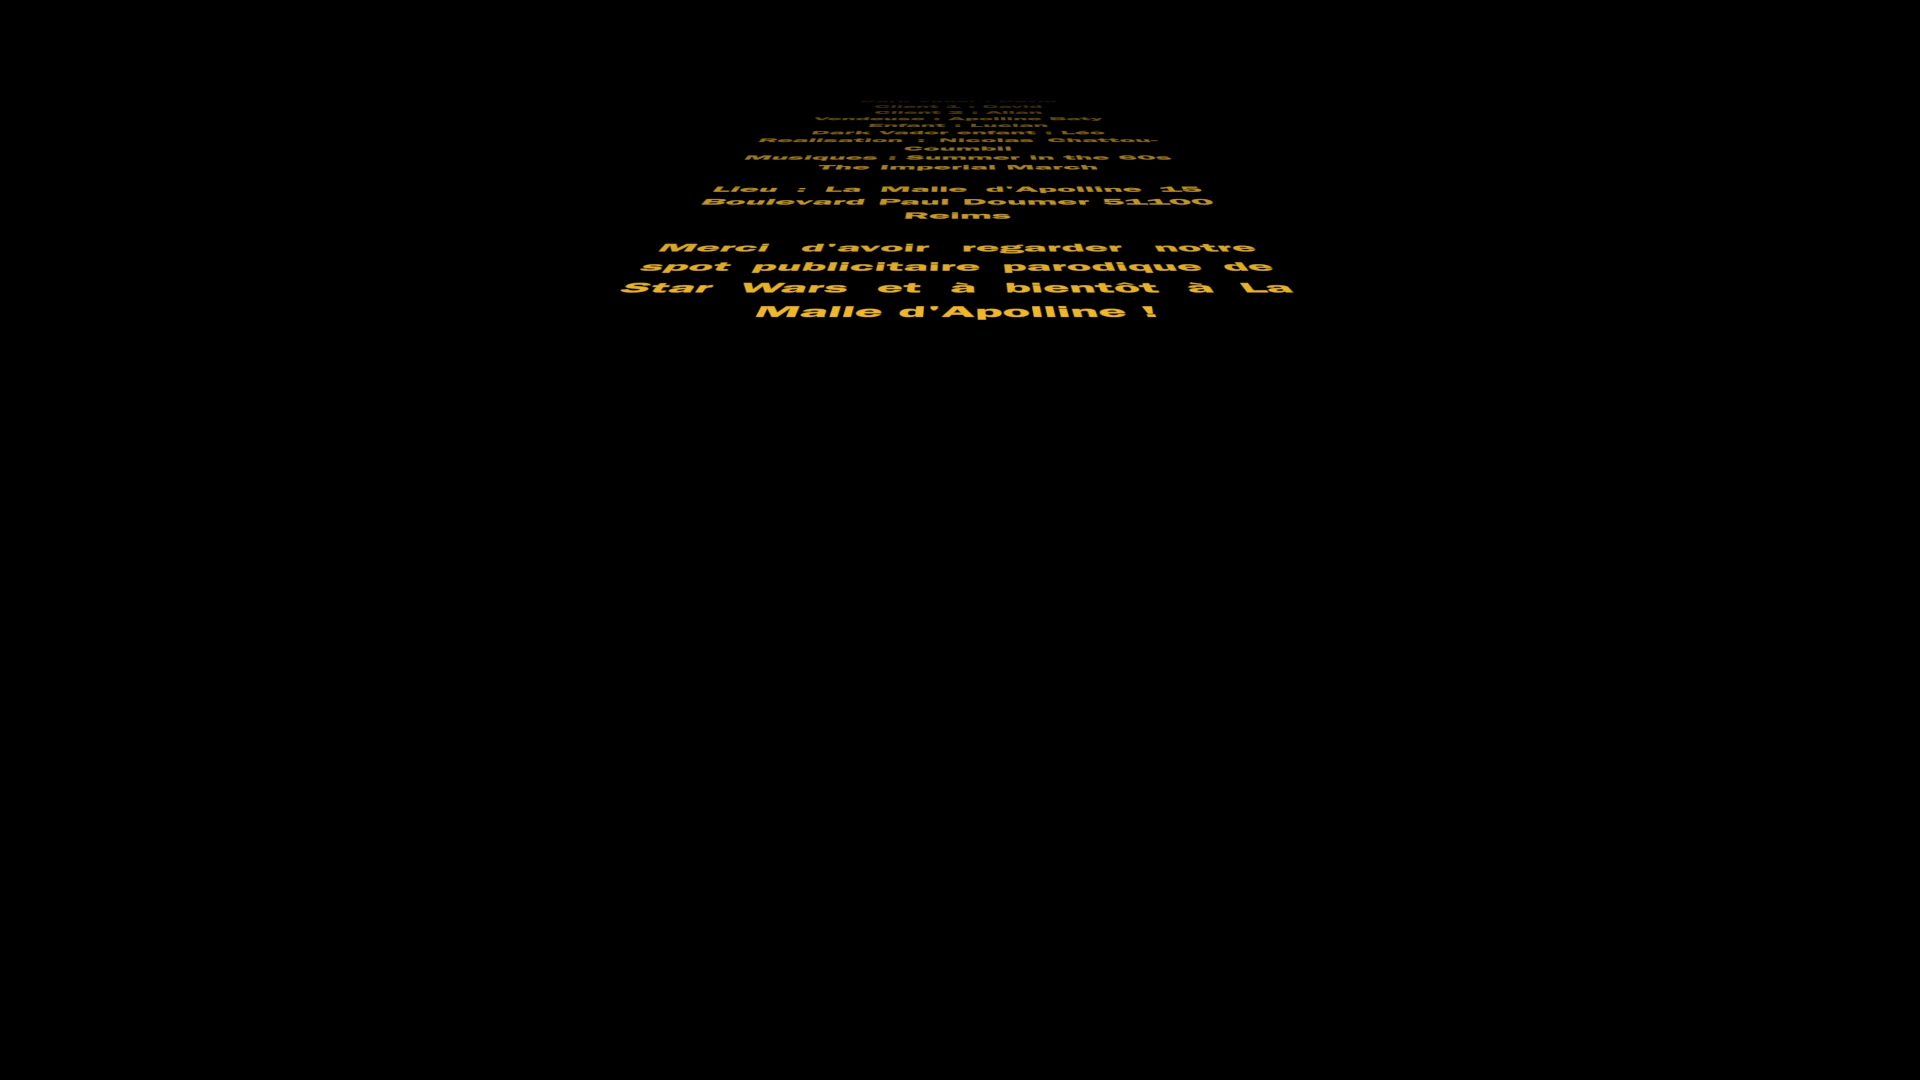 Client 1 : David
Client 2 : Allan
Vendeuse : Apolline Baty
Enfant : Lucian
Dark Vador enfant : Léo
Realisation : Nicolas Chattou-
Coumbil
Musiques : Summer in the 60s
The Imperial March
Lieu : La Malle d'Apolline 15
Boulevard Paul Doumer 51100
Reims
Merci d'avoir regarder notre
spot publicitaire parodique de
Star Wars et à bientôt à La
Malle d'Apolline !